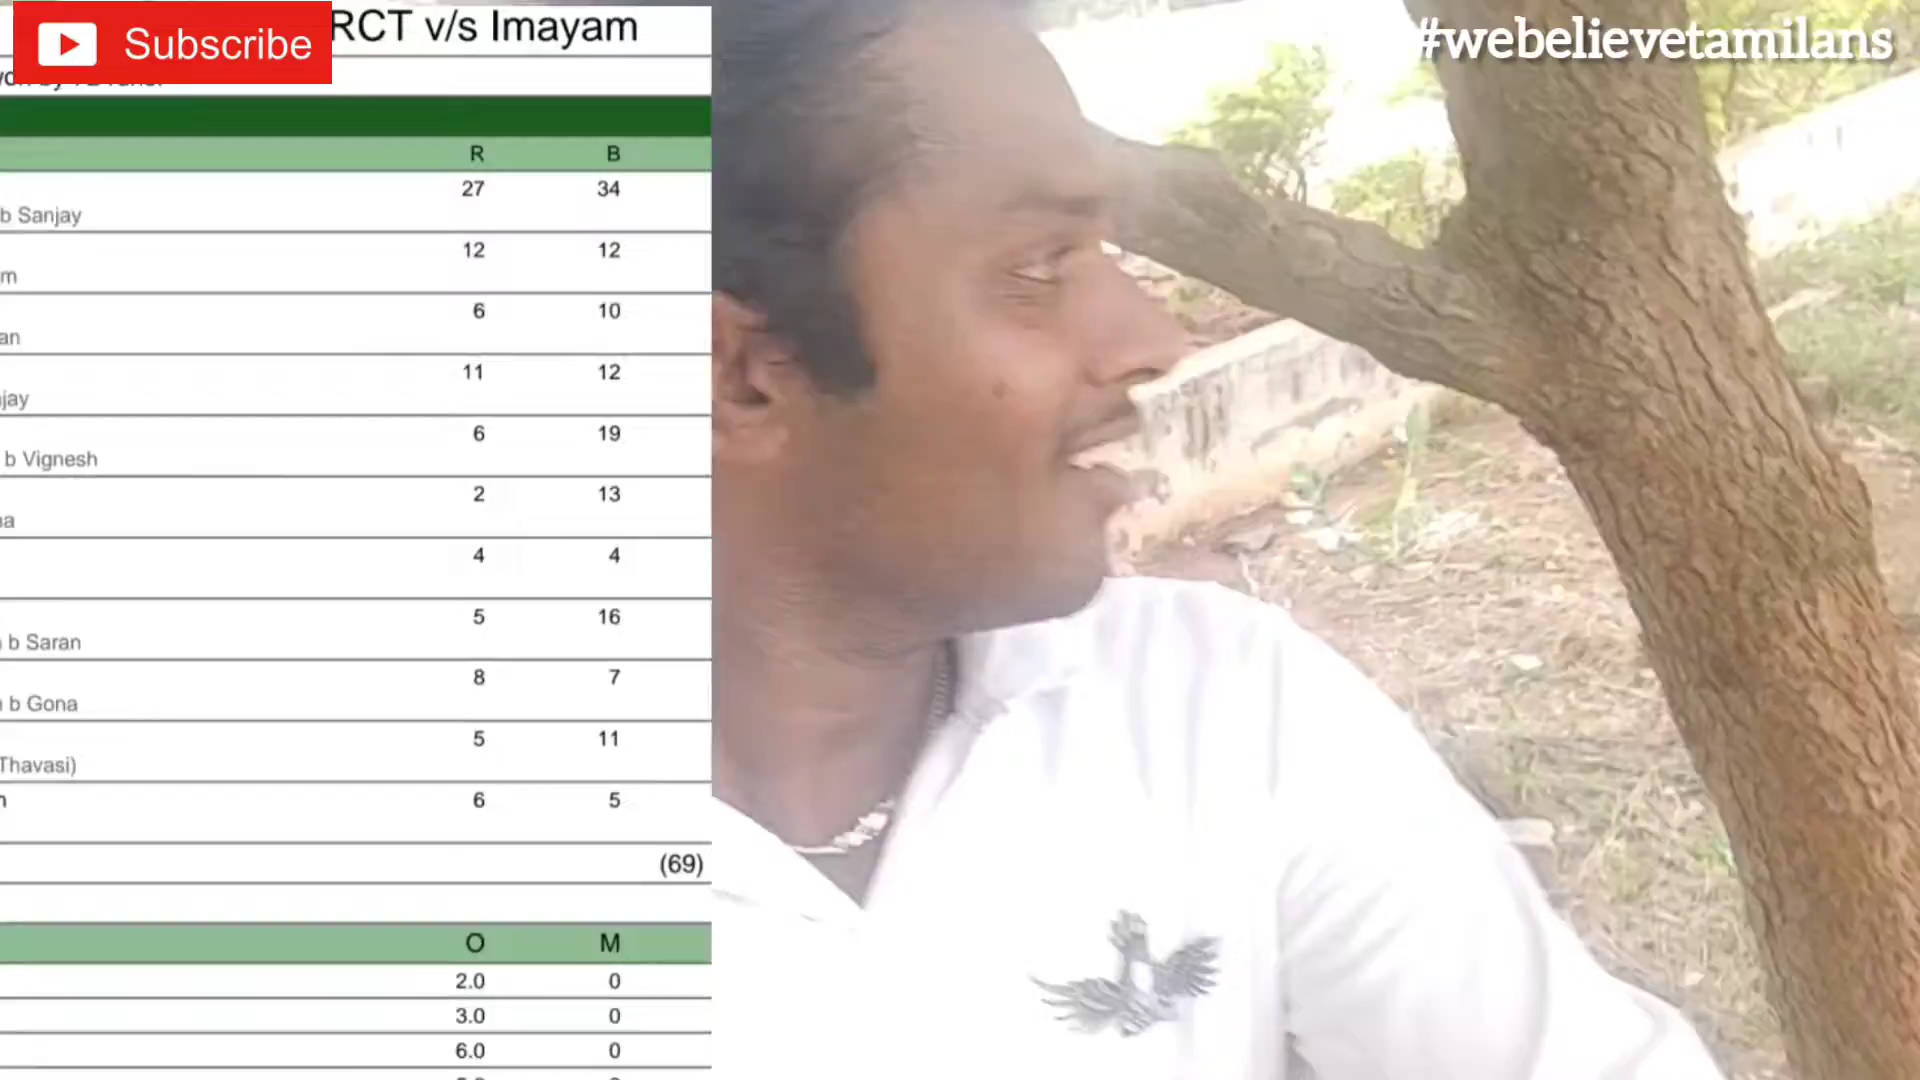 Subscribe
RCT v/s Imayam
#webelievetamilans
R B
27 34
b Sanjay
12 12
6 10
11 12
6 19
b Vignesh
2 13
4 4
5 16
b Saran
8 7
b Gona
5 11
Thavasi)
6 5
(69)
O M
2.0 0
3.0 0
6.0 0